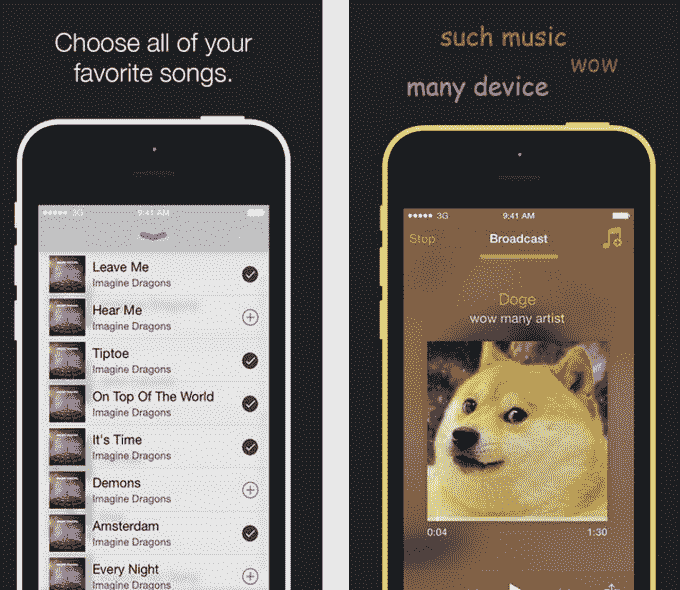 Choose all of your
favorite songs.
3G 9:41 AM
Leave Me
Imagine Dragons
Hear Me
Imagine Dragons
Tiptoe
Imagine Dragons
On Top Of The World
Imagine Dragons
It's Time
Imagine Dragons
Demons
Imagine Dragons
Amsterdam
Imagine Dragons
Every Night
Imagine Dragons
such music
wow
many device
3G 9:41 AM
Stop Broadcast
Doge
wow many artist
0:04 1:30